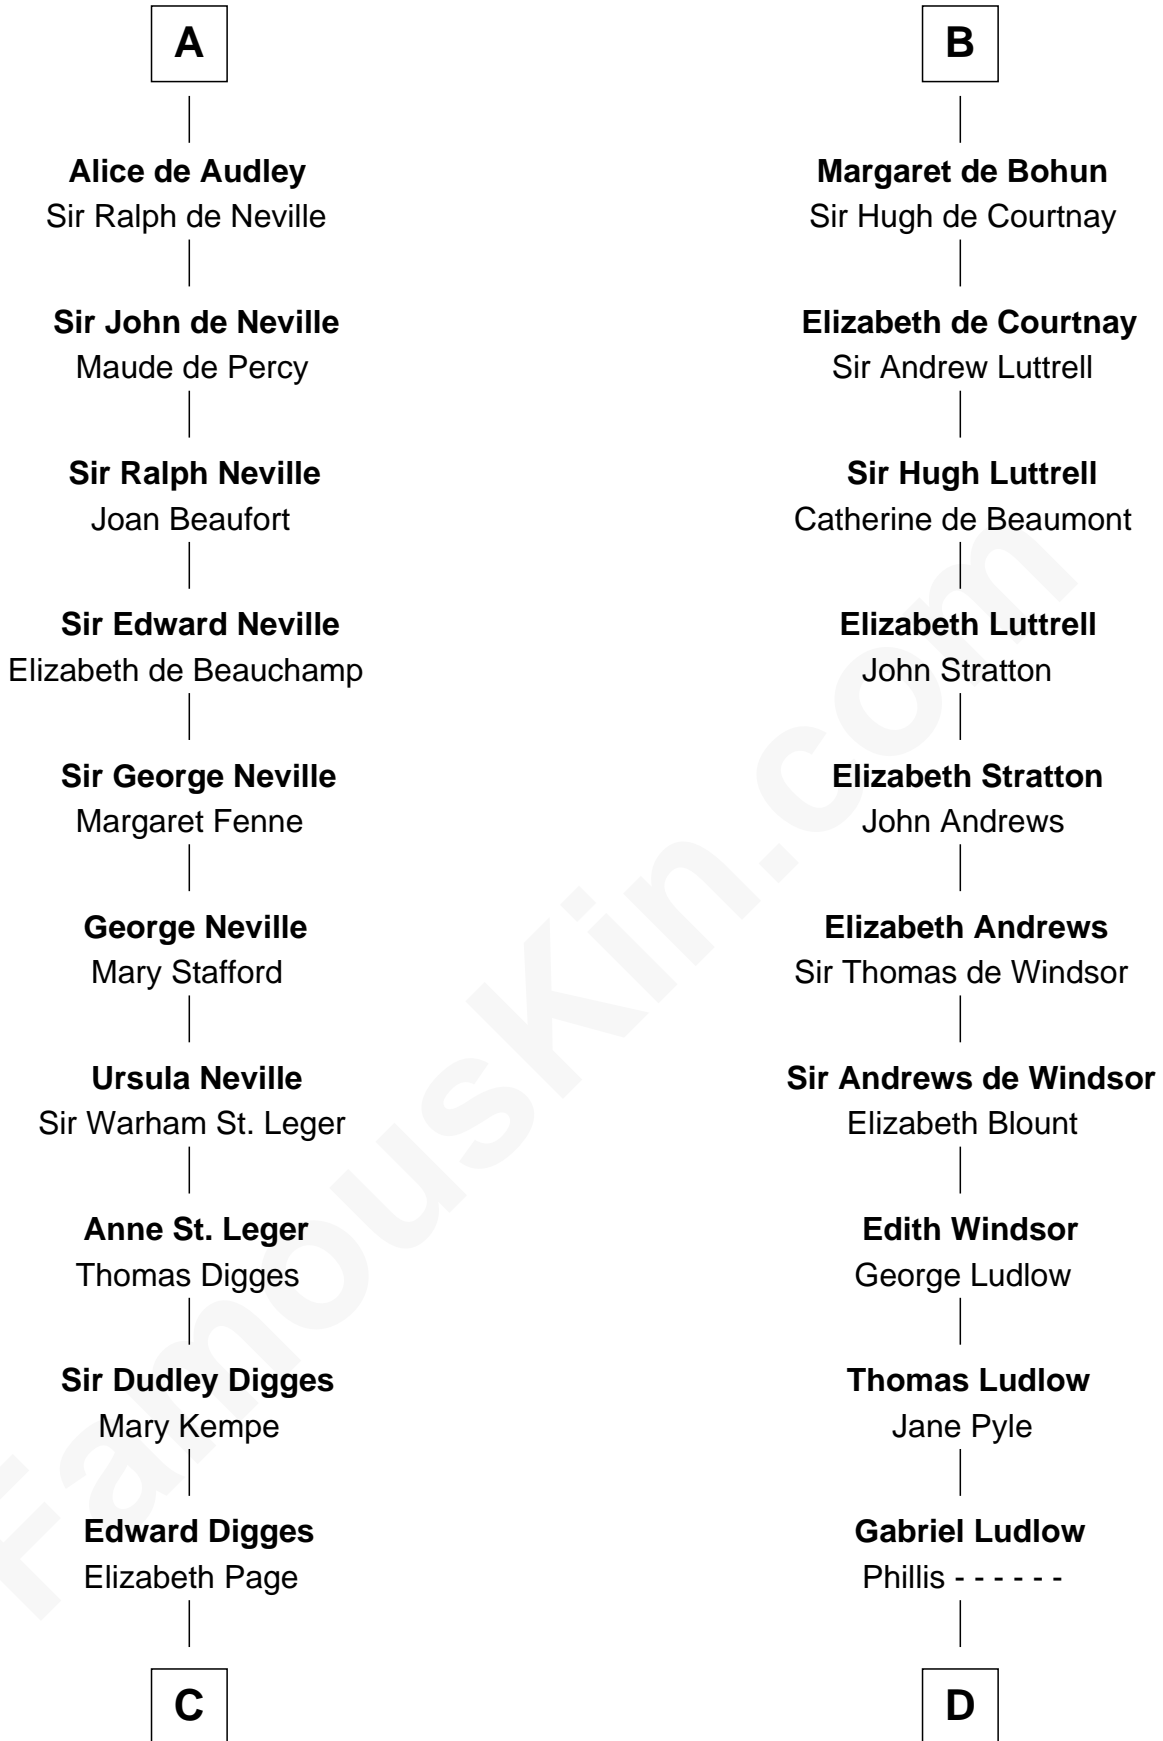 A
Alice de Audley
Sir Ralph de Neville
Sir John de Neville
Maude de Percy
Sir Ralph Neville
Joan Beaufort
Sir Edward Neville
Elizabeth de Beauchamp
Sir George Neville
Margaret Fenne
George Neville
Mary Stafford
Ursula Neville
Sir Warham St. Leger
Anne St. Leger
Thomas Digges
Sir Dudley Digges
Mary Kempe
Edward Digges
Elizabeth Page
C
B
Margaret de Bohun
Sir Hugh de Courtnay
Elizabeth de Courtnay
Sir Andrew Luttrell
Sir Hugh Luttrell
Catherine de Beaumont
Elizabeth Luttrell
John Stratton
Elizabeth Stratton
John Andrews
Elizabeth Andrews
Sir Thomas de Windsor
Sir Andrews de Windsor
Elizabeth Blount
Edith Windsor
George Ludlow
Thomas Ludlow
Jane Pyle
Gabriel Ludlow
Phillis - - - - - -
D
FamousKin.com